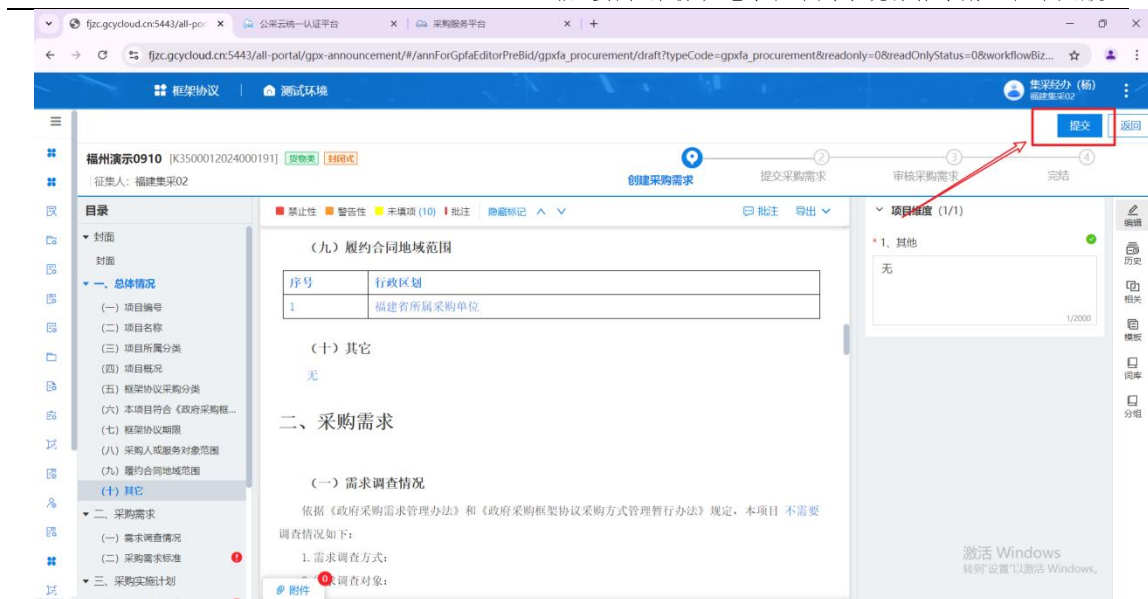 fjzc.gcycloud.cn:5443/all-por
公采云统一认证平台
采购服务平台
fjzc.gcycloud.cn:5443/all-portal/gpx-announcement/#/annForGpfaEditorPreBid/gpxfa_procurement/draft?typeCode=gpxfa_procurement&readonly=0&readOnlyStatus=0&workflowBiz...
框架协议
测试环境
集采经办（杨）
福建集采02
提交
返回
福州演示0910 [K3500012024000191] 货物类 封闭式
征集人：福建集采02
创建采购需求
2
提交采购需求
3
审核采购需求
4
完结
目录
封面
封面
一、总体情况
（一）项目编号
（二）项目名称
（三）项目所属分类
（四）项目概况
（五）框架协议采购分类
（六）本项目符合《政府采购框...
（七）框架协议期限
（八）采购人或服务对象范围
（九）履约合同地域范围
（十）其它
二、采购需求
（一）需求调查情况
（二）采购需求标准
三、采购实施计划
禁止性 警告性 未填项 (10) 批注 隐藏标记
批注 导出
（九）履约合同地域范围
序号 行政区划
1 福建省所属采购单位
（十）其它
无
二、采购需求
（一）需求调查情况
依据《政府采购需求管理办法》和《政府采购框架协议采购方式管理暂行办法》规定，本项目 不需要
调查情况如下：
1.需求调查方式：
调查对象：
附件
0
项目维度（1/1）
* 1、其他
无
1/2000
编辑
历史
相关
模板
词库
分组
激活 Windows
转到"设置"以激活 Windows。